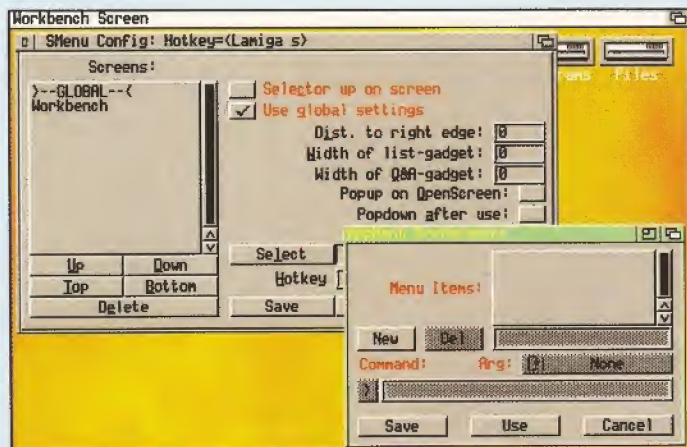 Workbench Screen
SMenu Config: Hotkey=<Lamiga s>
Screens:
>--GLOBAL--<
Workbench
Selector up on screen
Use global settings
Dist. to right edge: 0
Width of list-gadget: 0
Width of Q&A-gadget: 0
Popup on OpenScreen:
Popdown after use:
Up Down
Top Bottom
Delete
Select
Hotkey
Save
Files
Menu Items:
New Del
Command: Arg: None
>
Save Use Cancel